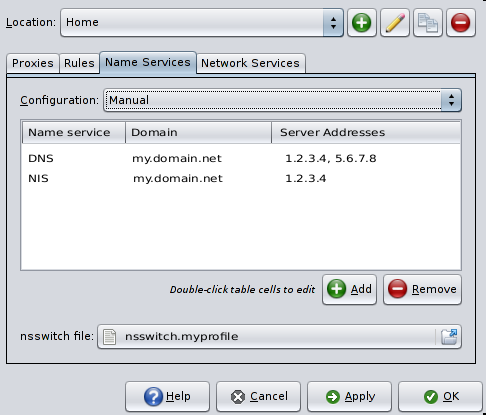 Location: Home
Proxies Rules Name Services Network Services
Configuration: Manual
Name service Domain Server Addresses
DNS my.domain.net 1.2.3.4, 5.6.7.8
NIS my.domain.net 1.2.3.4
Double-click table cells to edit Add Remove
nsswitch file: nsswitch.myprofile
Help Cancel Apply OK